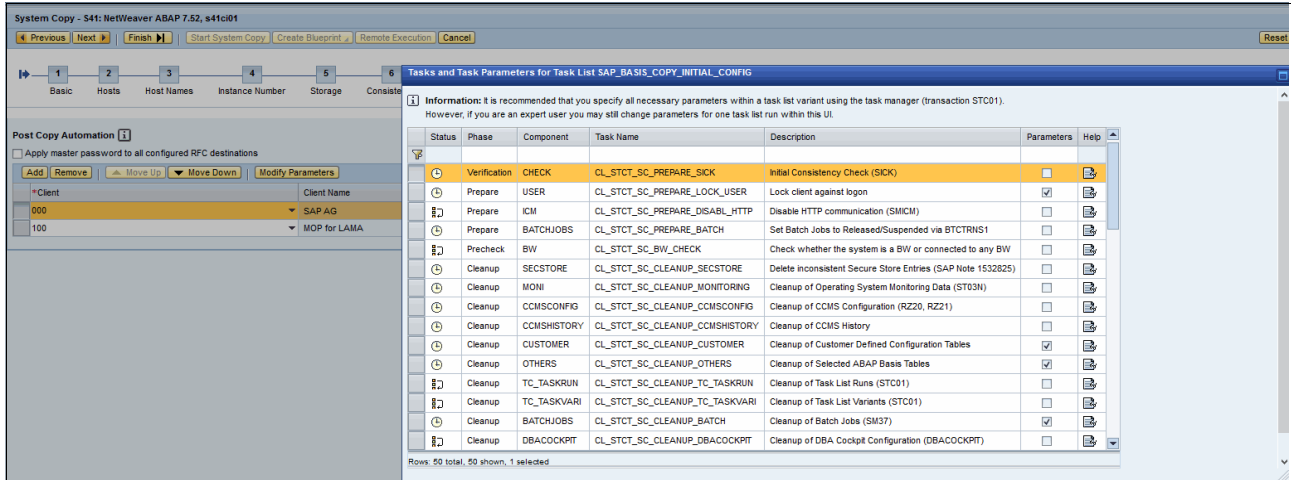 System Copy - S41: NetWeaver ABAP 7.52, s41ci01
Previous Next Finish Start System Copy Create Blueprint Remote Execution Cancel Reset
1 2 3 4 5 6
Basic Hosts Host Names Instance Number Storage Consiste
Post Copy Automation
Apply master password to all configured RFC destinations
Add Remove Move Up Move Down Modify Parameters
*Client Client Name
000 SAP AG
100 MOP for LAMA
Tasks and Task Parameters for Task List SAP_BASIS_COPY_INITIAL_CONFIG
Information: It is recommended that you specify all necessary parameters within a task list variant using the task manager (transaction STC01).
However, if you are an expert user you may still change parameters for one task list run within this UI.
Status Phase Component Task Name Description Parameters Help
Verification CHECK CL_STCT_SC_PREPARE_SICK Initial Consistency Check (SICK)
Prepare USER CL_STCT_SC_PREPARE_LOCK_USER Lock client against logon
Prepare ICM CL_STCT_SC_PREPARE_DISABL_HTTP Disable HTTP communication (SMICM)
Prepare BATCHJOBS CL_STCT_SC_PREPARE_BATCH Set Batch Jobs to Released/Suspended via BTCTRNS1
Precheck BW CL_STCT_SC_BW_CHECK Check whether the system is a BW or connected to any BW
Cleanup SECSTORE CL_STCT_SC_CLEANUP_SECSTORE Delete inconsistent Secure Store Entries (SAP Note 1532825)
Cleanup MONI CL_STCT_SC_CLEANUP_MONITORING Cleanup of Operating System Monitoring Data (ST03N)
Cleanup CCMSCONFIG CL_STCT_SC_CLEANUP_CCMSCONFIG Cleanup of CCMS Configuration (RZ20, RZ21)
Cleanup CCMSHISTORY CL_STCT_SC_CLEANUP_CCMSHISTORY Cleanup of CCMS History
Cleanup CUSTOMER CL_STCT_SC_CLEANUP_CUSTOMER Cleanup of Customer Defined Configuration Tables
Cleanup OTHERS CL_STCT_SC_CLEANUP_OTHERS Cleanup of Selected ABAP Basis Tables
Cleanup TC_TASKRUN CL_STCT_SC_CLEANUP_TC_TASKRUN Cleanup of Task List Runs (STC01)
Cleanup TC_TASKVARI CL_STCT_SC_CLEANUP_TC_TASKVARI Cleanup of Task List Variants (STC01)
Cleanup BATCHJOBS CL_STCT_SC_CLEANUP_BATCH Cleanup of Batch Jobs (SM37)
Cleanup DBACOCKPIT CL_STCT_SC_CLEANUP_DBACOCKPIT Cleanup of DBA Cockpit Configuration (DBACOCKPIT)
Rows: 50 total, 50 shown, 1 selected